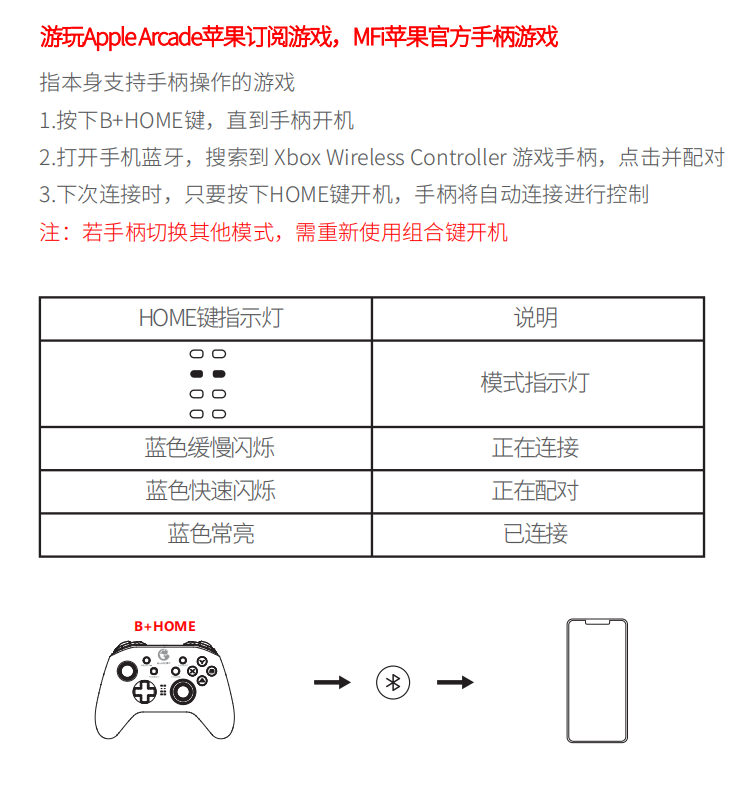 游玩Apple Arcade苹果订阅游戏，MFi苹果官方手柄游戏
指本身支持手柄操作的游戏
1.按下B+HOME键，直到手柄开机
2.打开手机蓝牙，搜索到 Xbox Wireless Controller 游戏手柄，点击并配对
3.下次连接时，只要按下HOME键开机，手柄将自动连接进行控制
注：若手柄切换其他模式，需重新使用组合键开机
HOME键指示灯 说明
模式指示灯
蓝色缓慢闪烁 正在连接
蓝色快速闪烁 正在配对
蓝色常亮 已连接
B+HOME